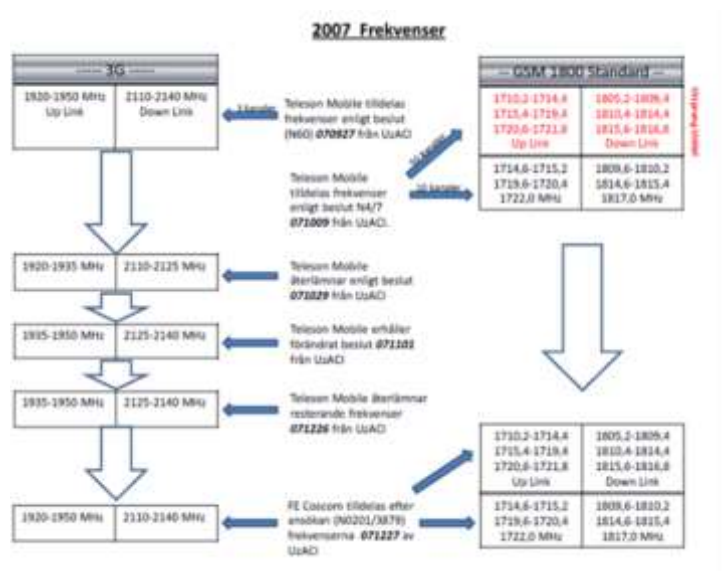 2007 Frekvenser
3G
1920-1950 MHz
Up Link
2110-2140 MHz
Down Link
Teleson Mobile tilldelas
frekvenser enligt beslut
(N60) 070927 från UzACI
Teleson Mobile
tilldelas frekvenser
enligt beslut N4/7
071009 från UzACI.
kanaler
-- GSM 1800 Standard --
1710,2-1714,4
1715,4-1719,4
1720,6-1721,8
Up Link
1805,2-1809,4
1810,4-1814,4
1815,6-1816,8
Down Link
1714,6-1715,2
1719,6-1720,4
1722,0 MHz
1809,6-1810,2
1814,6-1815,4
1817,0 MHz
1920-1935 MHz
2110-2125 MHz
Teleson Mobile
återlämnar enligt beslut
071029 från UzACI
1935-1950 MHz
2125-2140 MHz
Teleson Mobile erhåller
förändrat beslut 071101
från UzACI
1935-1950 MHz
2125-2140 MHz
Teleson Mobile återlämnar
resterande frekvenser
071226 från UzACI
1710,2-1714,4
1715,4-1719,4
1720,6-1721,8
Up Link
1805,2-1809,4
1810,4-1814,4
1815,6-1816,8
Down Link
1920-1950 MHz
2110-2140 MHz
FE Coscom tilldelas efter
ansökan (N0201/3879)
frekvenserna 071227 av
UzACI
1714,6-1715,2
1719,6-1720,4
1722,0 MHz
1809,6-1810,2
1814,6-1815,4
1817,0 MHz